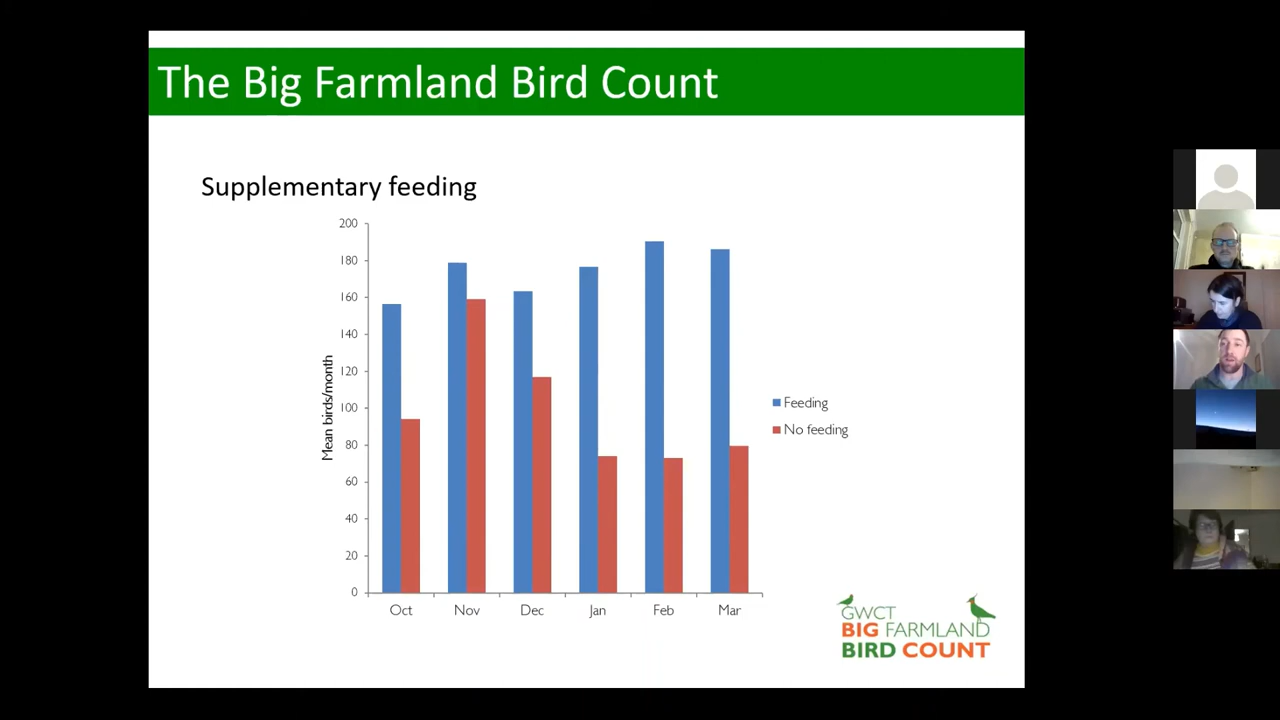 The Big Farmland Bird Count
Supplementary feeding
200
180
160
140
120
100
80
60
40
20
0
Mean birds/month
Oct
Nov
Dec
Jan
Feb
Mar
Feeding
No feeding
GWCT
BIG FARMLAND
BIRD COUNT